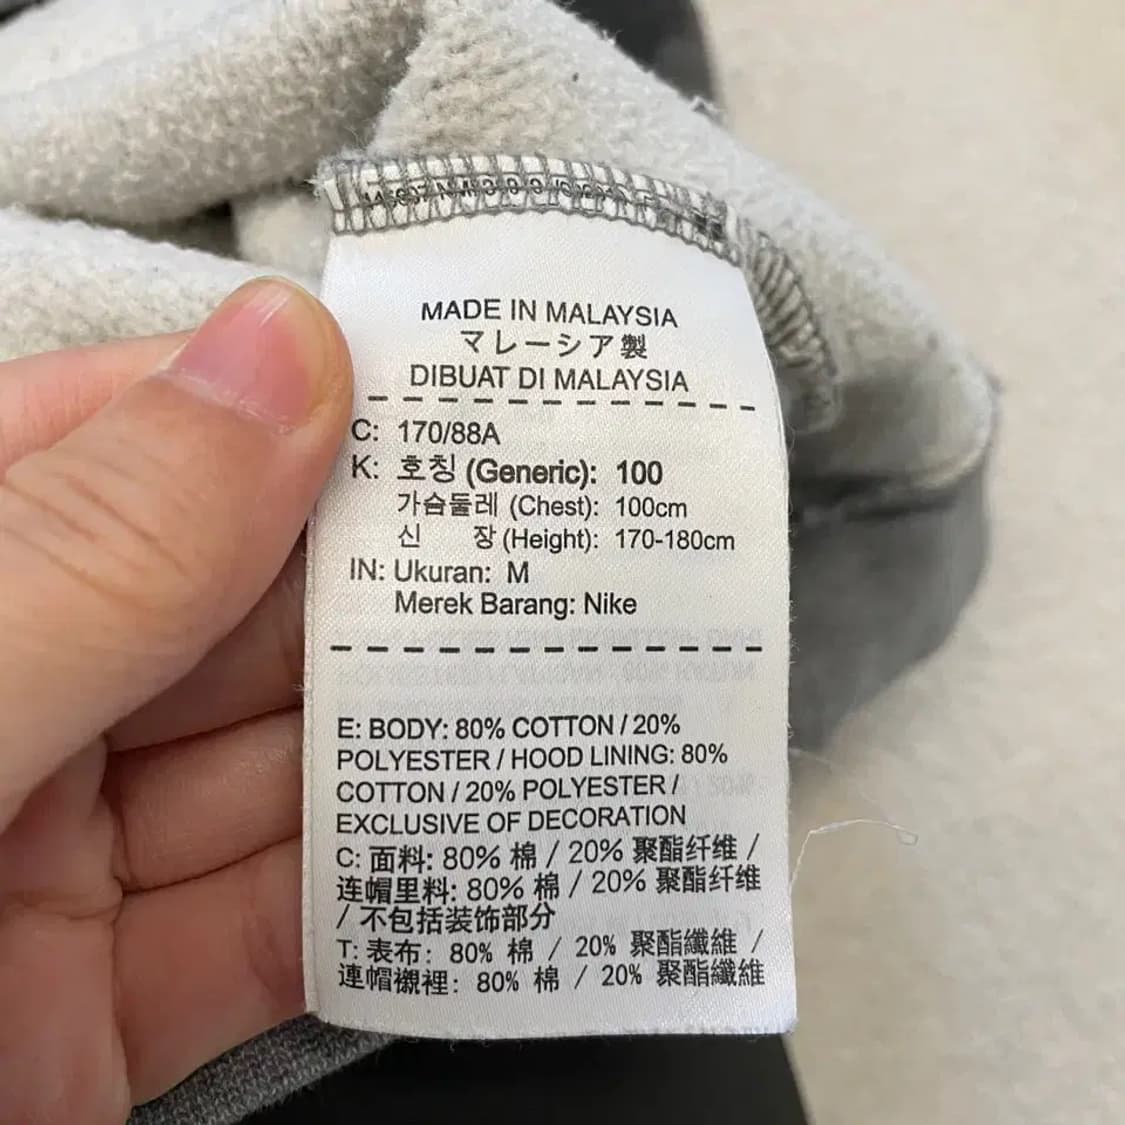 MADE IN MALAYSIA
マレーシア製
DIBUAT DI MALAYSIA
C: 170/88A
K: 호칭 (Generic): 100
가슴둘레 (Chest): 100cm
신 장 (Height): 170-180cm
IN: Ukuran: M
Merek Barang: Nike
E: BODY: 80% COTTON / 20%
POLYESTER / HOOD LINING: 80%
COTTON / 20% POLYESTER /
EXCLUSIVE OF DECORATION
C: 面料: 80% 棉 / 20% 聚酯纤维 /
连帽里料: 80% 棉 / 20% 聚酯纤维
/ 不包括装饰部分
T: 表布: 80% 棉 / 20% 聚酯纖維 /
連帽襯裡: 80% 棉 / 20% 聚酯纖維